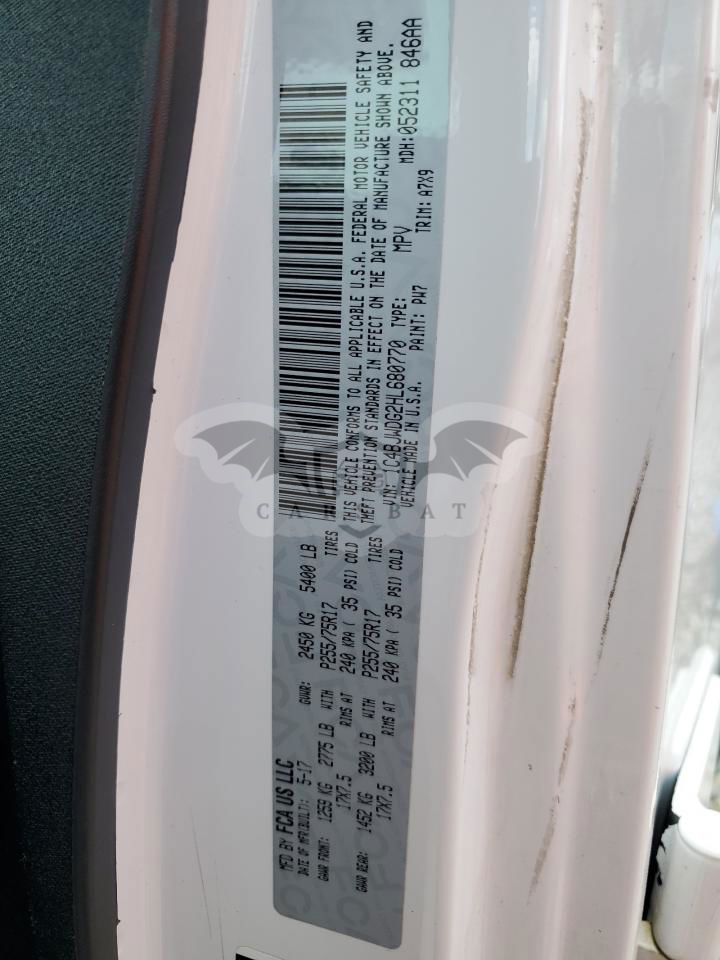 MFD BY FCA US LLC
DATE OF MFR(BUILT): 5-17 GVWR: 2450 KG 5400 LB
GAWR FRONT: 1259 KG 2775 LB WITH P255/75R17 TIRES
17X7.5 RIMS AT 240 KPA ( 35 PSI) COLD
GAWR REAR: 1452 KG 3200 LB WITH P255/75R17 TIRES
17X7.5 RIMS AT 240 KPA ( 35 PSI) COLD
THIS VEHICLE CONFORMS TO ALL APPLICABLE U.S.A. FEDERAL MOTOR VEHICLE SAFETY AND
THEFT PREVENTION STANDARDS IN EFFECT ON THE DATE OF MANUFACTURE SHOWN ABOVE.
VIN: 1C4BJWDG2HL680770 TYPE: MPV MDH:052311 846AA
VEHICLE MADE IN U.S.A. PAINT: PW7 TRIM: A7X9
CAR BAT